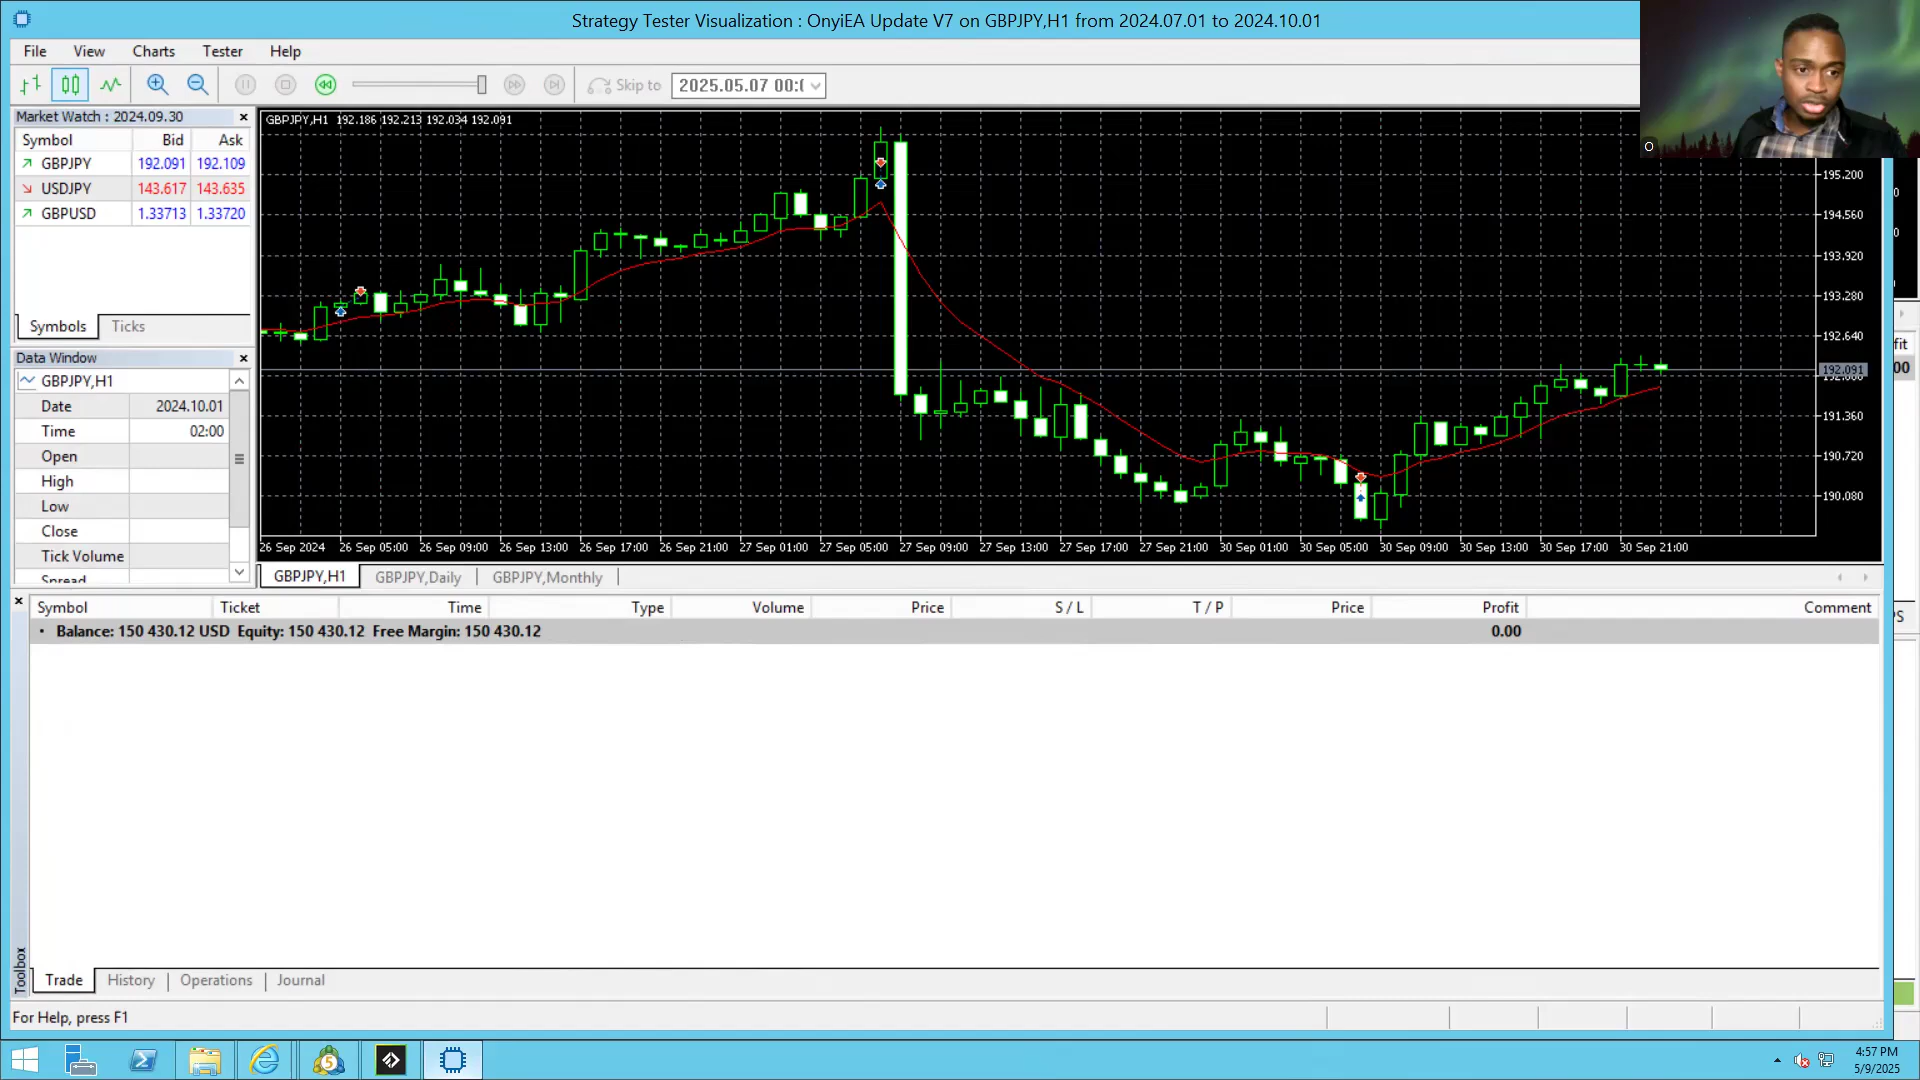 Strategy Tester Visualization : OnyiEA Update V7 on GBPJPY,H1 from 2024.07.01 to 2024.10.01
File View Charts Tester Help
Skip to 2025.05.07 00:(
Market Watch : 2024.09.30
Symbol Bid Ask
GBPJPY 192.091 192.109
USDJPY 143.617 143.635
GBPUSD 1.33713 1.33720
Symbols Ticks
Data Window
GBPJPY,H1
Date 2024.10.01
Time 02:00
Open
High
Low
Close
Tick Volume
Spread
GBPJPY,H1 192.186 192.213 192.034 192.091
O
195.200
194.560
193.920
193.280
192.640
192.091
191.360
190.720
190.080
26 Sep 2024 26 Sep 05:00 26 Sep 09:00 26 Sep 13:00 26 Sep 17:00 26 Sep 21:00 27 Sep 01:00 27 Sep 05:00 27 Sep 09:00 27 Sep 13:00 27 Sep 17:00 27 Sep 21:00 30 Sep 01:00 30 Sep 05:00 30 Sep 09:00 30 Sep 13:00 30 Sep 17:00 30 Sep 21:00
GBPJPY,H1 GBPJPY,Daily GBPJPY,Monthly
Symbol Ticket Time Type Volume Price S / L T / P Price Profit Comment
Balance: 150 430.12 USD Equity: 150 430.12 Free Margin: 150 430.12 0.00
Toolbox
Trade History Operations Journal
For Help, press F1
4:57 PM
5/9/2025